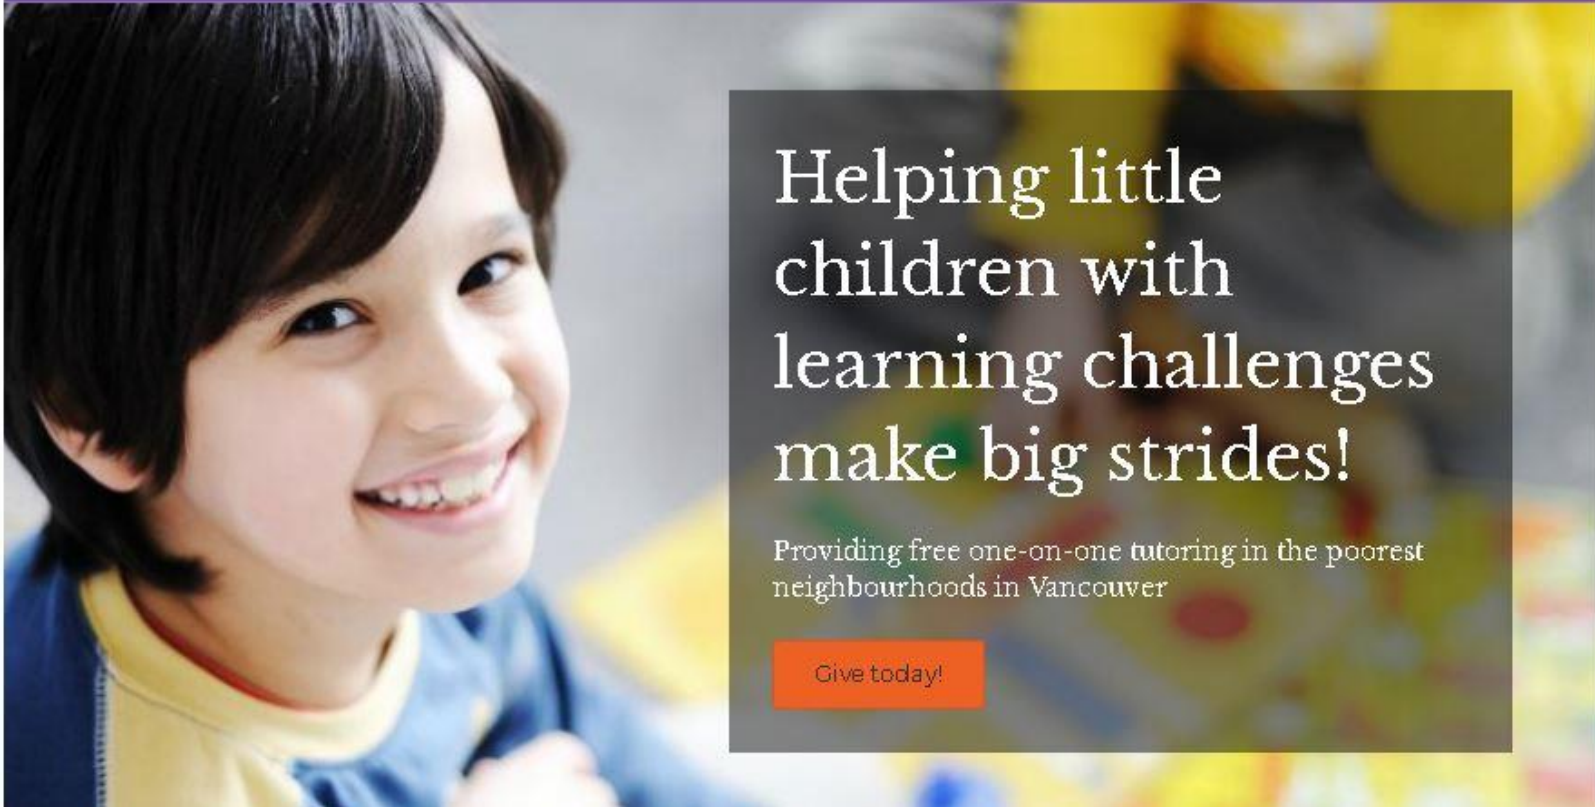 Helping little
children with
learning challenges
make big strides!
Providing free one-on-one tutoring in the poorest
neighbourhoods in Vancouver
Give today!